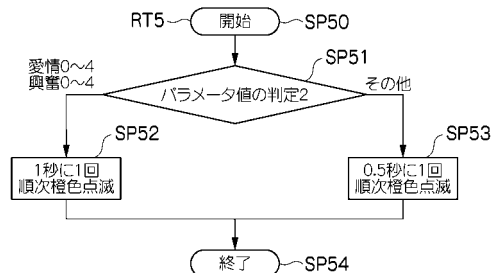 RT5
開始
SP50
SP51
愛情0～4
興奮0～4
パラメータ値の判定2
その他
SP52
SP53
1秒に1回
順次橙色点滅
0.5秒に1回
順次橙色点滅
終了
SP54